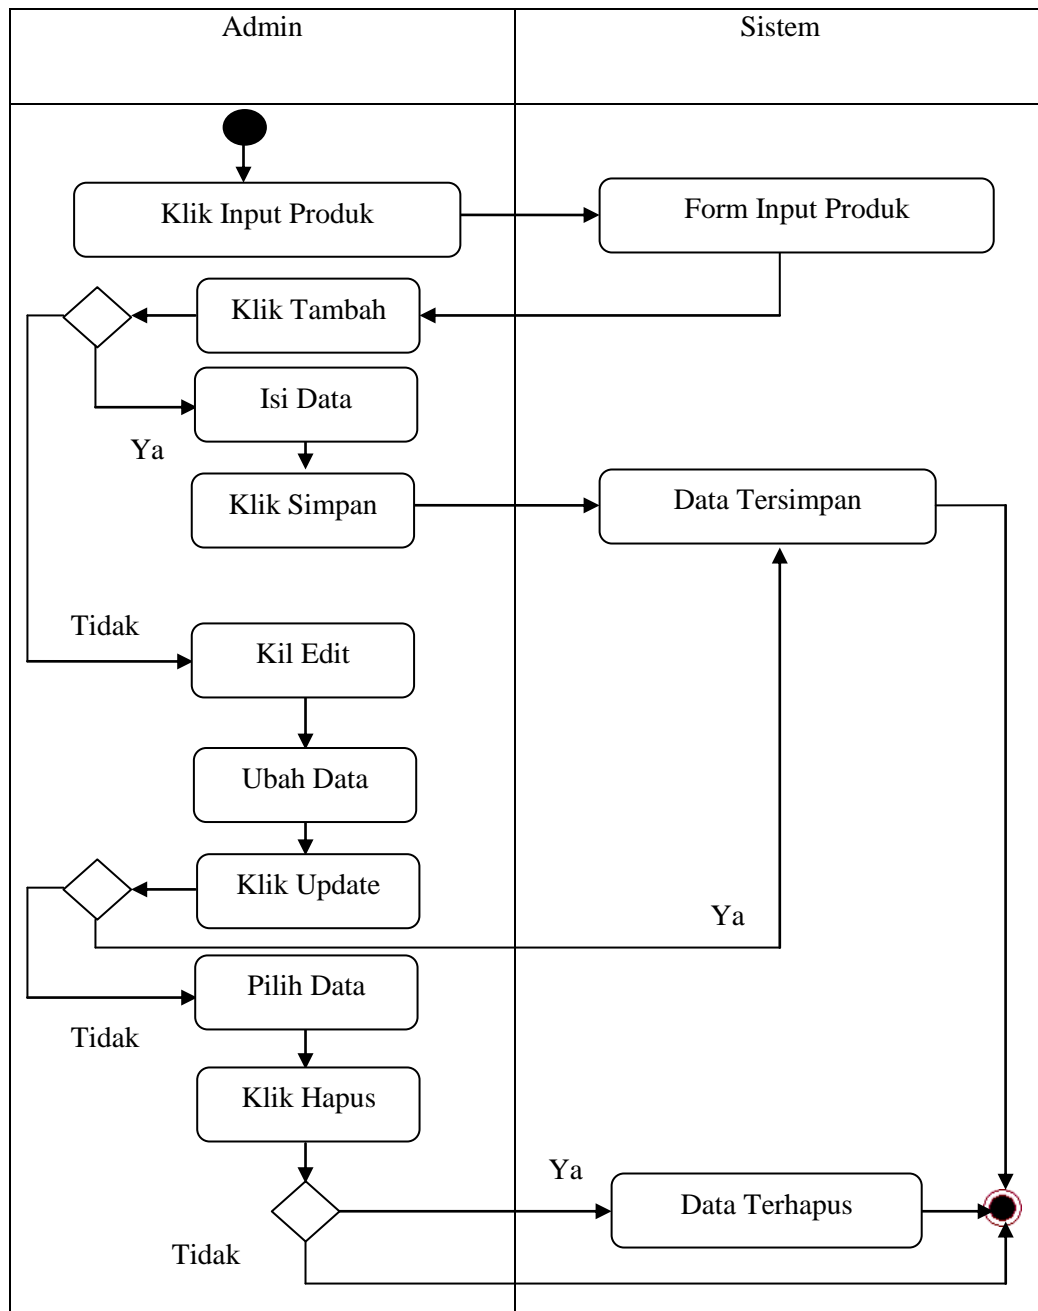 Admin
Sistem
Klik Input Produk
Form Input Produk
Klik Tambah
Isi Data
Ya
Klik Simpan
Data Tersimpan
Tidak
Kil Edit
Ubah Data
Klik Update
Ya
Pilih Data
Tidak
Klik Hapus
Ya
Data Terhapus
Tidak